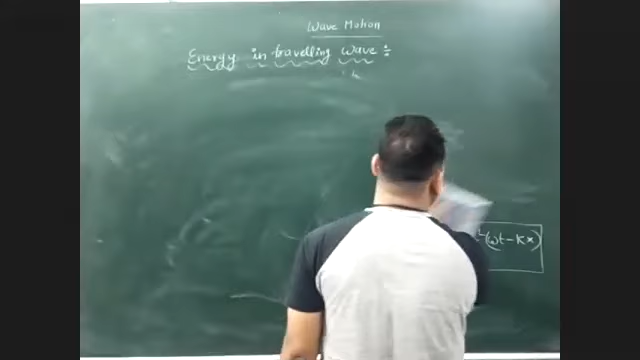 Wave Motion
Energy in travelling wave :-
(ωt - Kx)